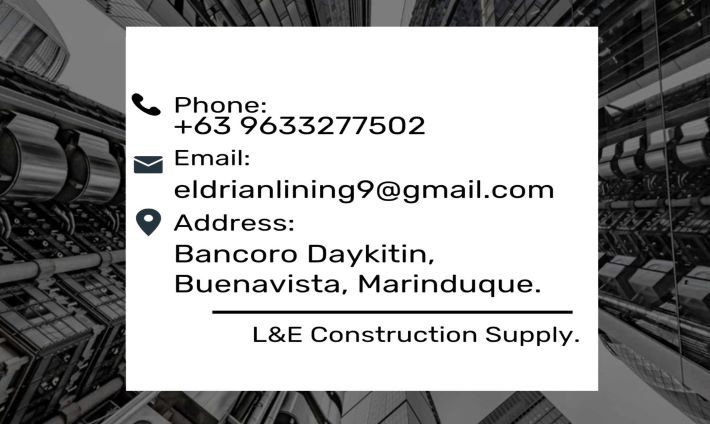 Phone:
+63 9633277502
Email:
eldrianlining9@gmail.com
Address:
Bancoro Daykitin,
Buenavista, Marinduque.
L&E Construction Supply.